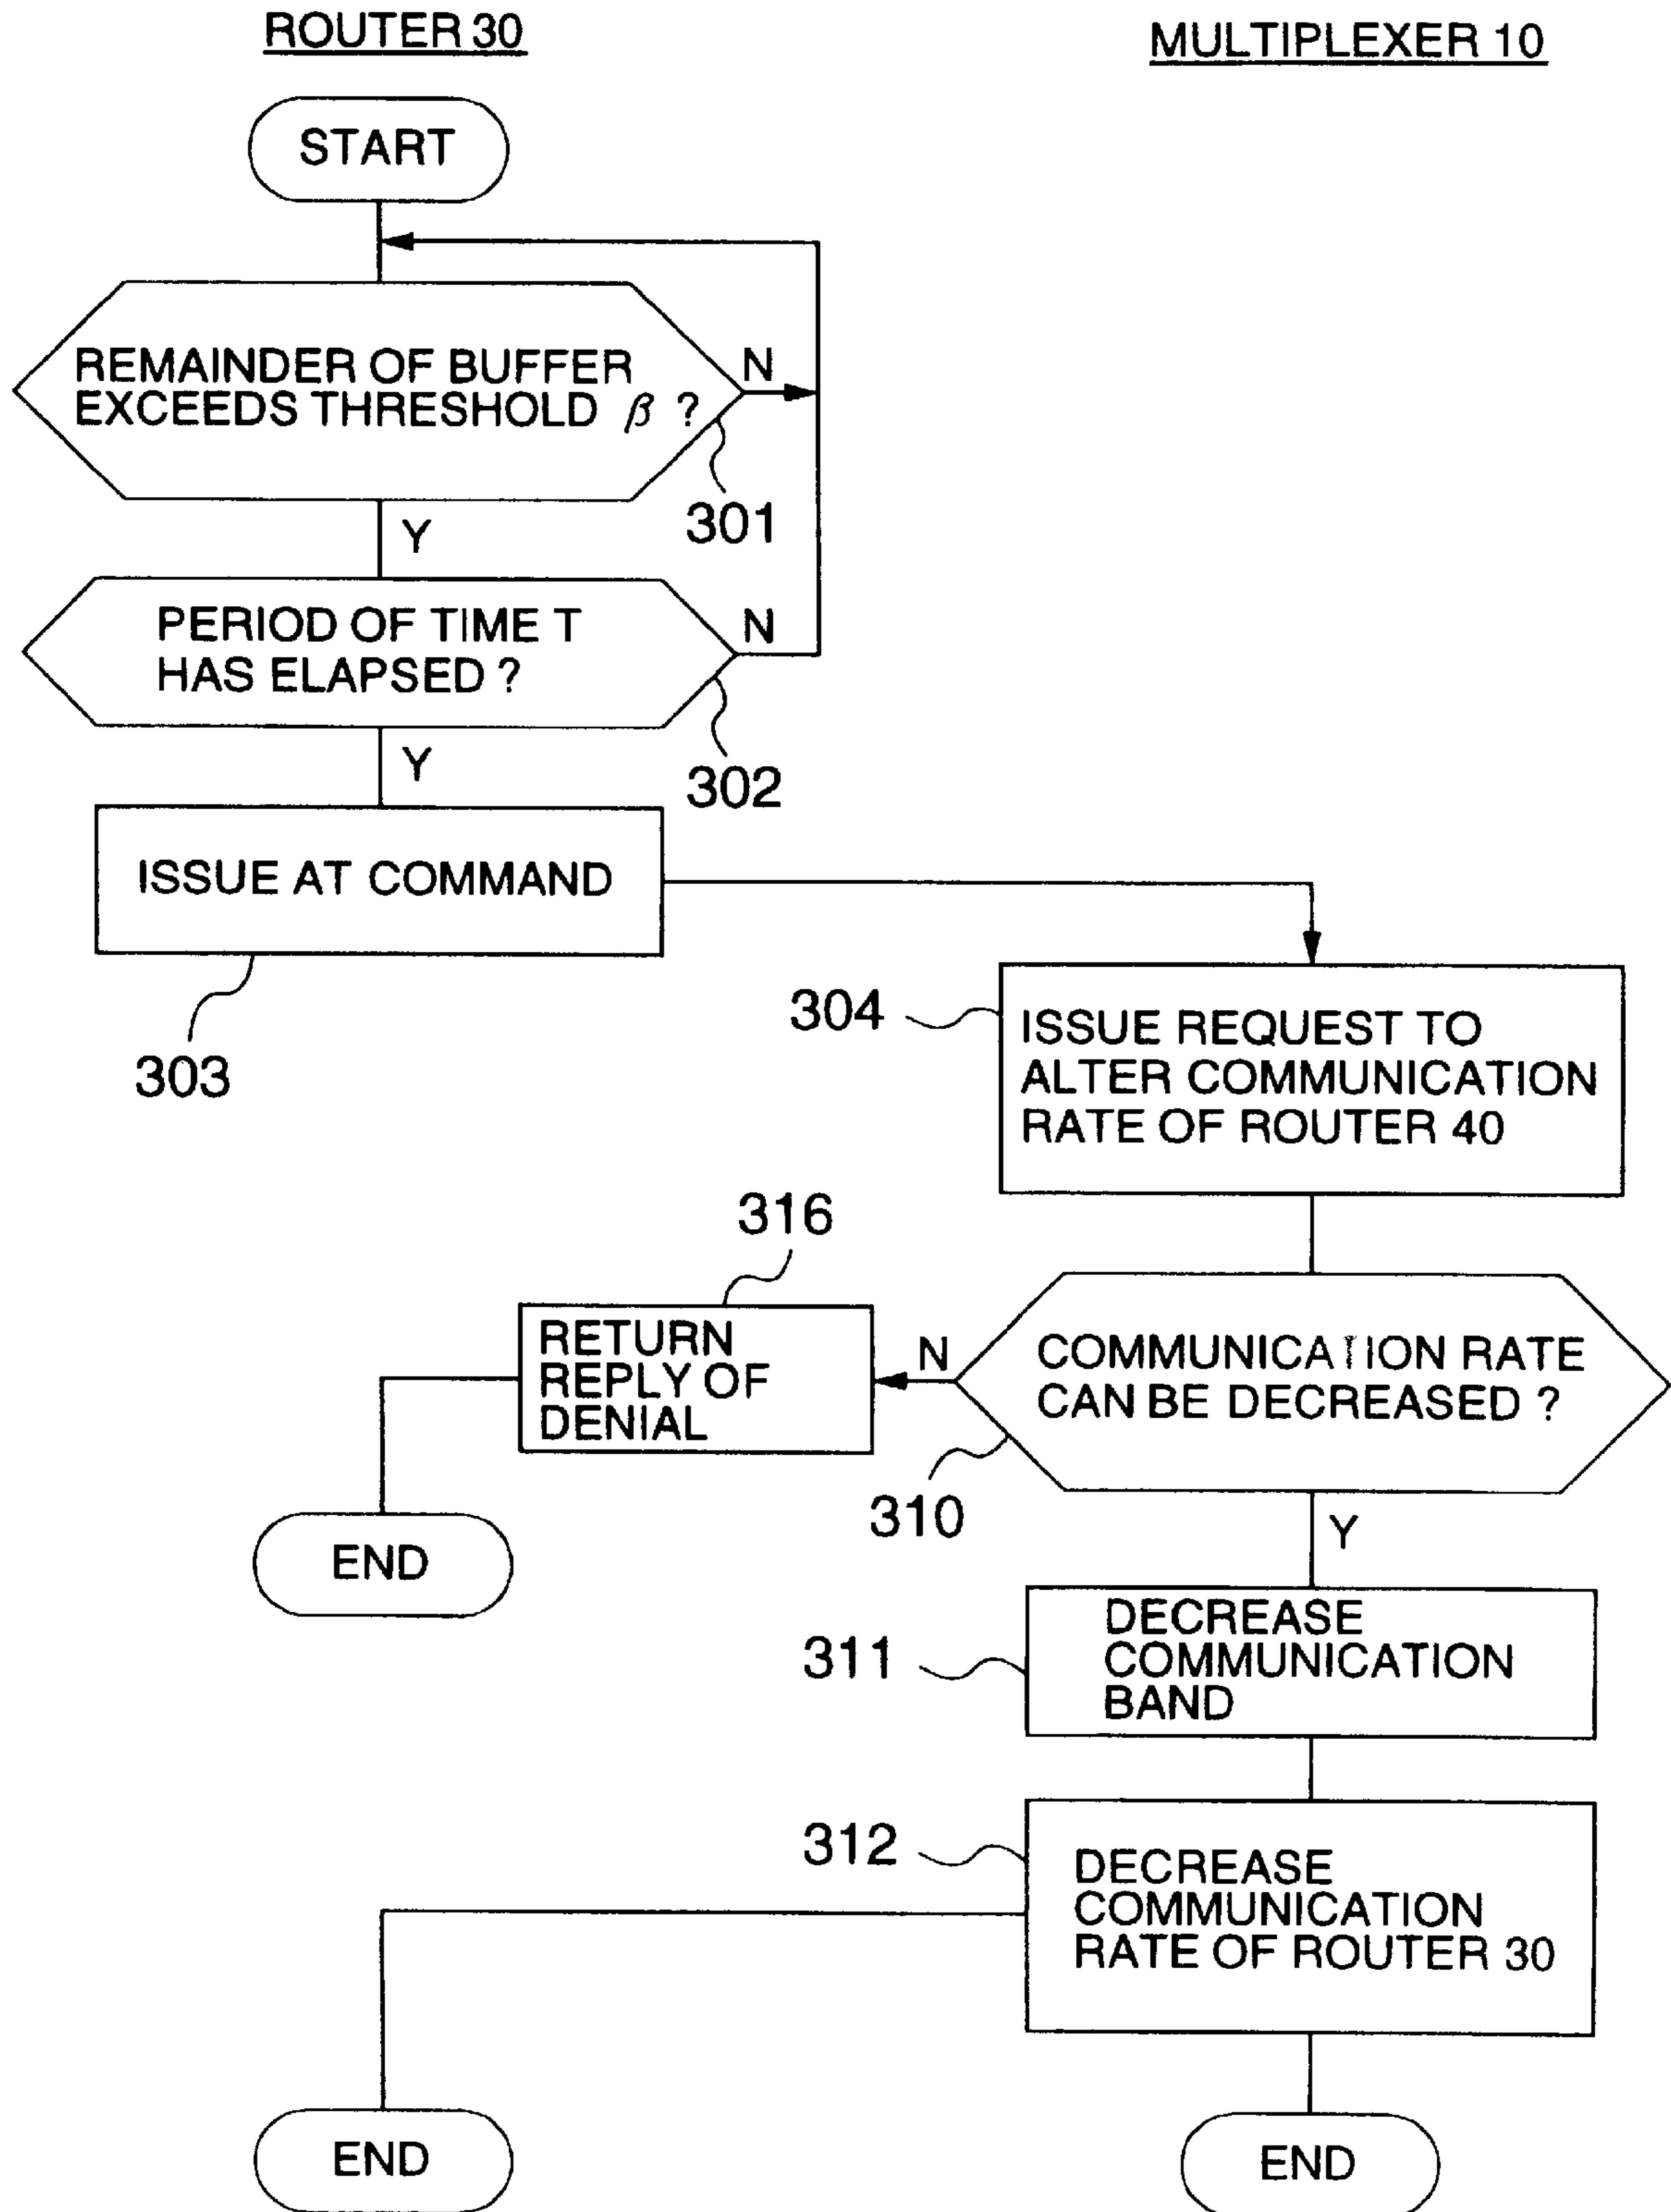 ROUTER 30
MULTIPLEXER 10
START
REMAINDER OF BUFFER
EXCEEDS THRESHOLD β ?
N
301
Y
PERIOD OF TIME T
HAS ELAPSED ?
N
302
Y
ISSUE AT COMMAND
303
304
ISSUE REQUEST TO
ALTER COMMUNICATION
RATE OF ROUTER 40
316
RETURN
REPLY OF
DENIAL
N
COMMUNICATION RATE
CAN BE DECREASED ?
310
Y
END
311
DECREASE
COMMUNICATION
BAND
312
DECREASE
COMMUNICATION
RATE OF ROUTER 30
END
END